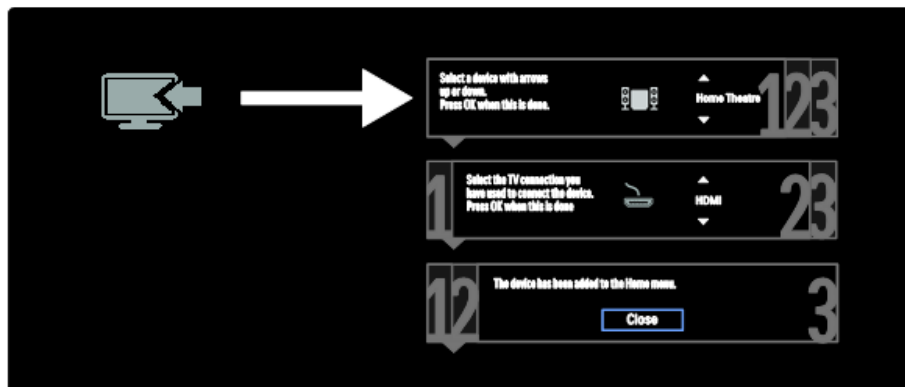 Select a device with arrows
up or down.
Press OK when this is done.
Home Theatre
123
1
Select the TV connection you
have used to connect the device.
Press OK when this is done
HDMI
23
12
The device has been added to the Home menu.
Close
3